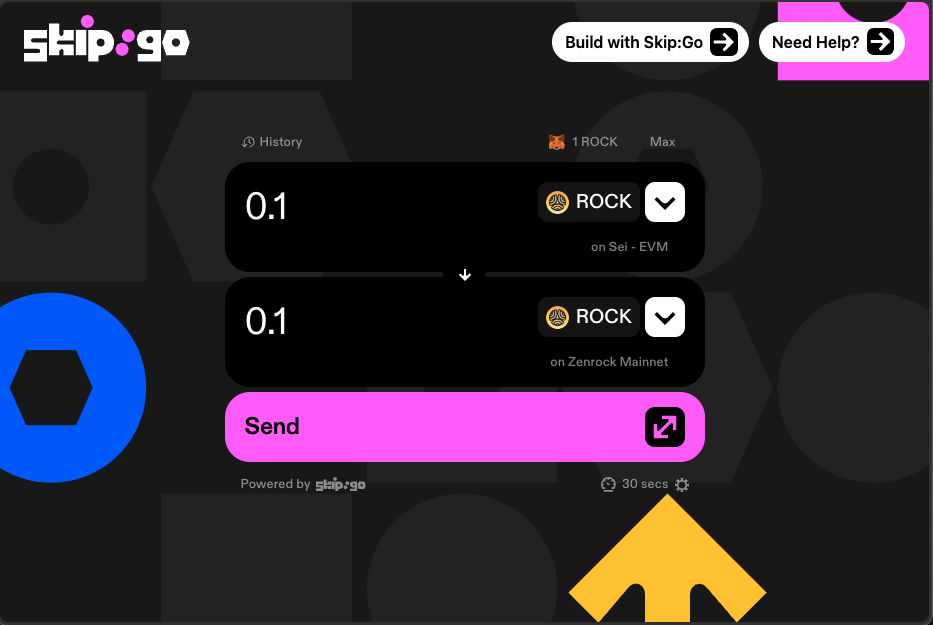 skip:go
Build with Skip:Go
Need Help?
History
1 ROCK
Max
0.1
ROCK
on Sei - EVM
0.1
ROCK
on Zenrock Mainnet
Send
Powered by skip:go
30 secs